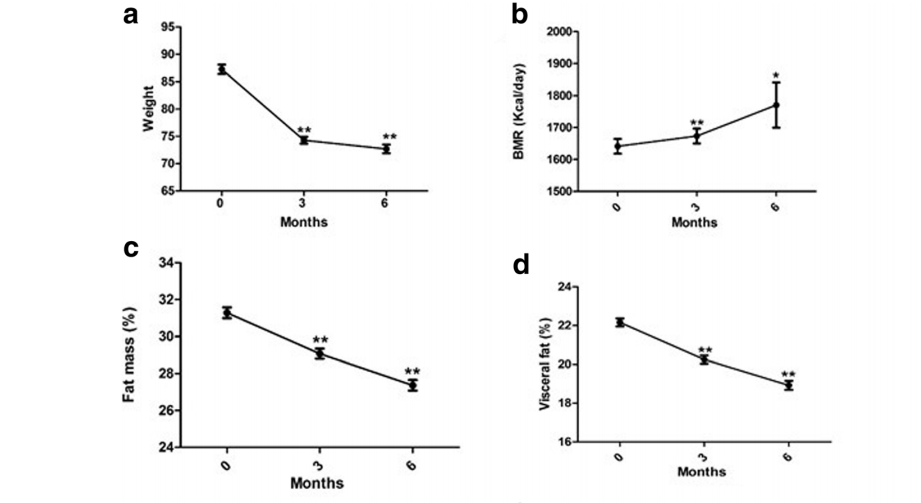 a
95
90
85
80
75
70
65
Weight
**
**
0 3 6
Months
b
2000
1900
1800
1700
1600
1500
BMR (Kcal/day)
**
*
0 3 6
Months
c
34
32
30
28
26
24
Fat mass (%)
**
**
0 3 6
Months
d
24
22
20
18
16
Visceral fat (%)
**
**
0 3 6
Months